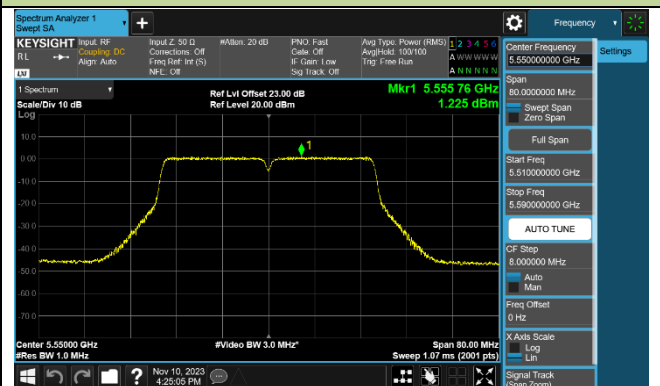 Spectrum Analyzer 1
Swept SA
Frequency
KEYSIGHT
RL
LXI
Input: RF
Coupling: DC
Align: Auto
Input Z: 50 Ω
Corrections: Off
Freq Ref: Int (S)
NFE: Off
#Atten: 20 dB
PNO: Fast
Gate: Off
IF Gain: Low
Sig Track: Off
Avg Type: Power (RMS)
Avg|Hold: 100/100
Trig: Free Run
1 2 3 4 5 6
A W W W W W
A N N N N N
1 Spectrum
Scale/Div 10 dB
Log
Ref Lvl Offset 23.00 dB
Ref Level 20.00 dBm
Mkr1 5.555 76 GHz
1.225 dBm
10.0
0.00
-10.0
-20.0
-30.0
-40.0
-50.0
-60.0
-70.0
1
Center 5.55000 GHz
#Res BW 1.0 MHz
#Video BW 3.0 MHz*
Span 80.00 MHz
Sweep 1.07 ms (2001 pts)
Nov 10, 2023
4:25:05 PM
Center Frequency
5.550000000 GHz
Settings
Span
80.0000000 MHz
Swept Span
Zero Span
Full Span
Start Freq
5.510000000 GHz
Stop Freq
5.590000000 GHz
AUTO TUNE
CF Step
8.000000 MHz
Auto
Man
Freq Offset
0 Hz
X Axis Scale
Log
Lin
Signal Track
(Span Zoom)